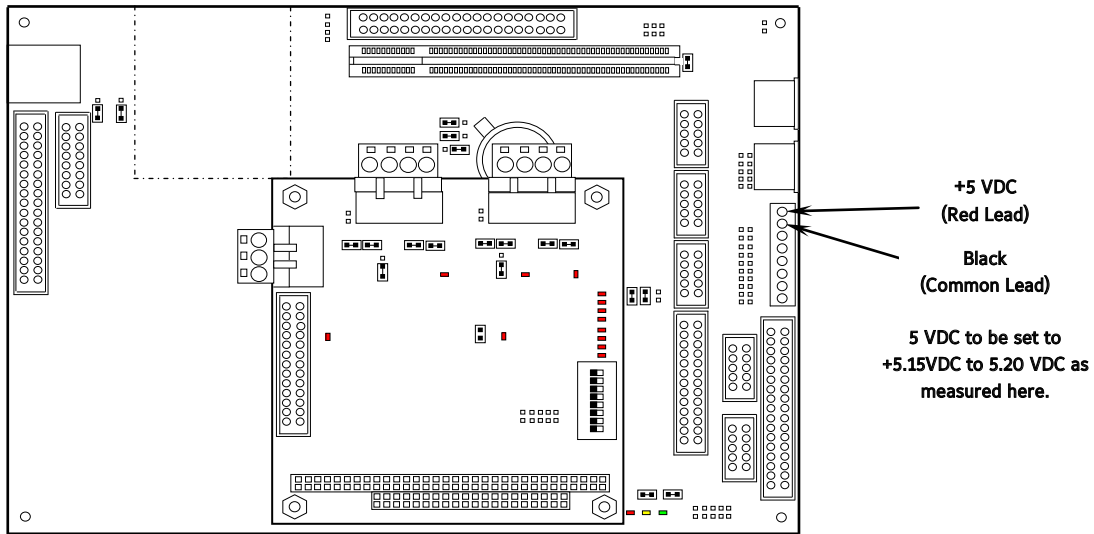 +5 VDC
(Red Lead)
Black
(Common Lead)
5 VDC to be set to
+5.15VDC to 5.20 VDC as
measured here.